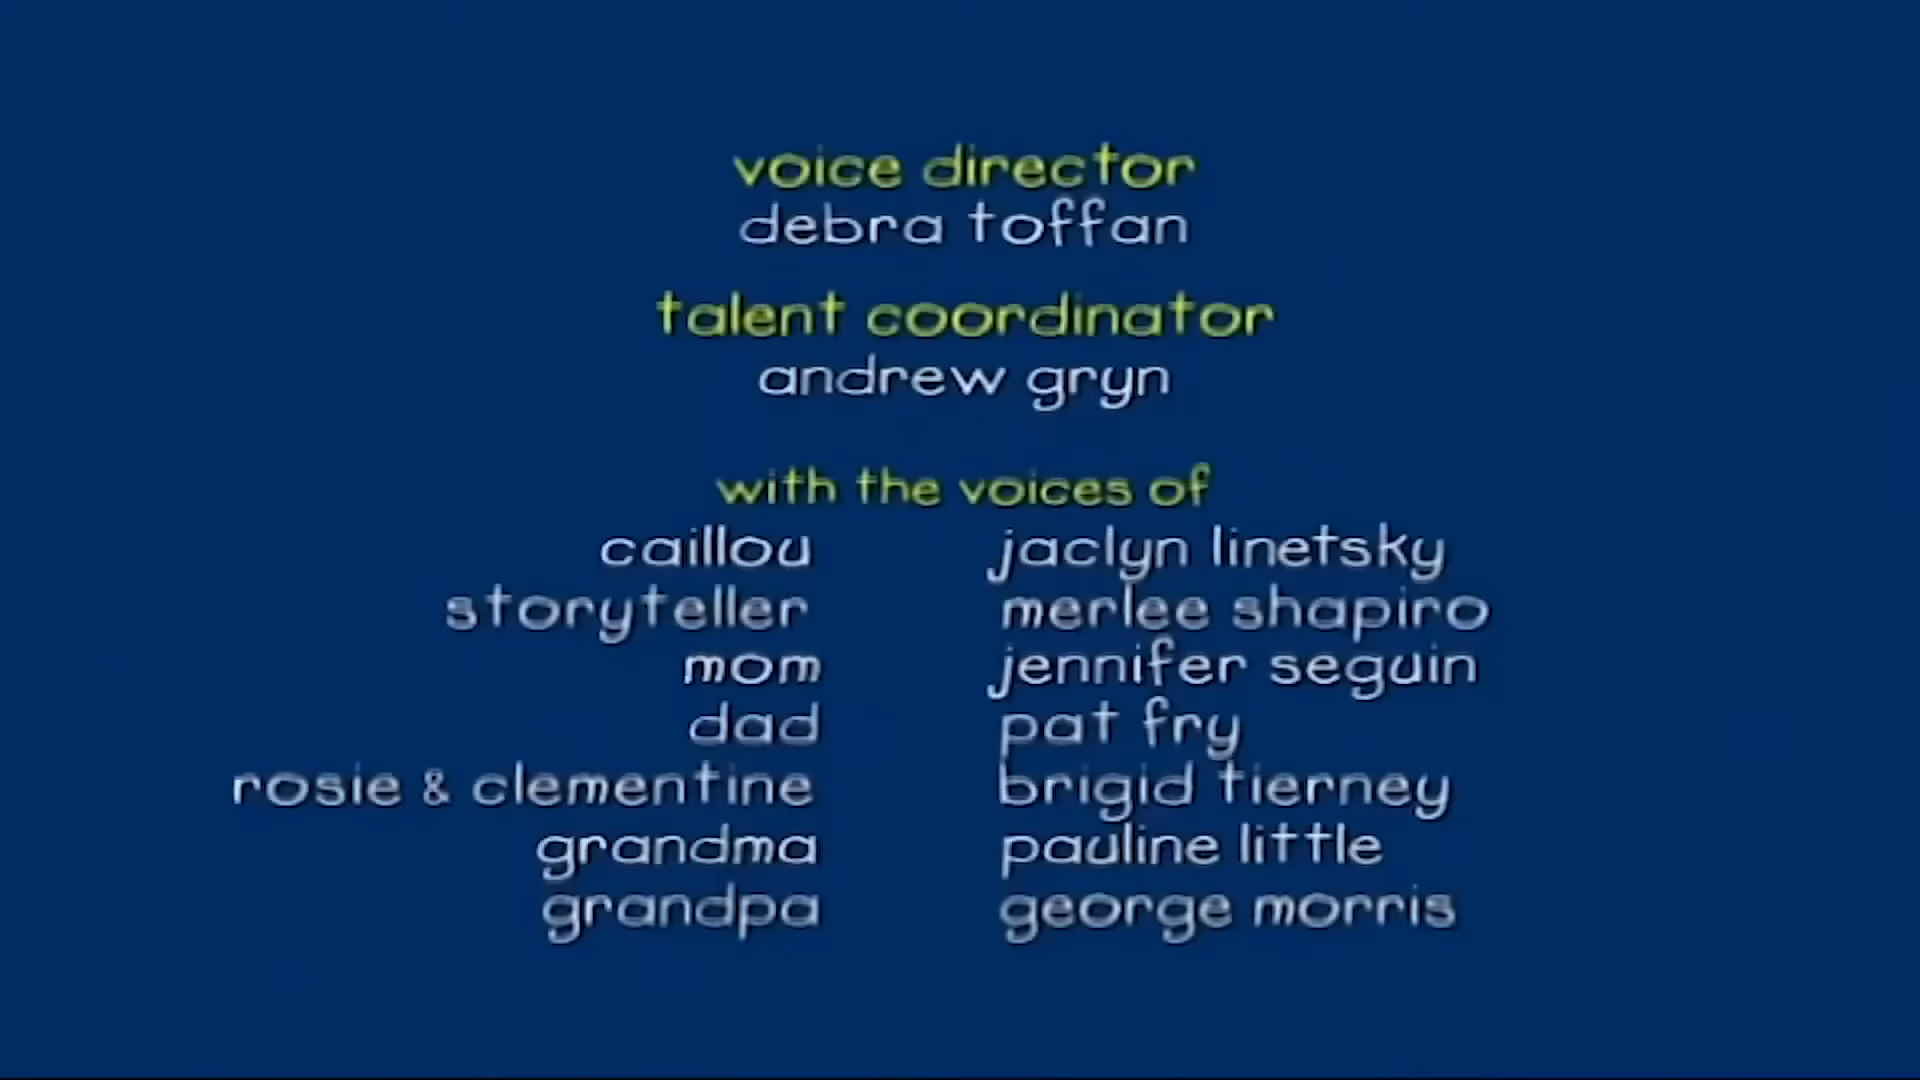 voice director
debra toffan
talent coordinator
andrew gryn
with the voices of
caillou jaclyn linetsky
storyteller merlee shapiro
mom jennifer seguin
dad pat fry
rosie & clementine brigid tierney
grandma pauline little
grandpa george morris